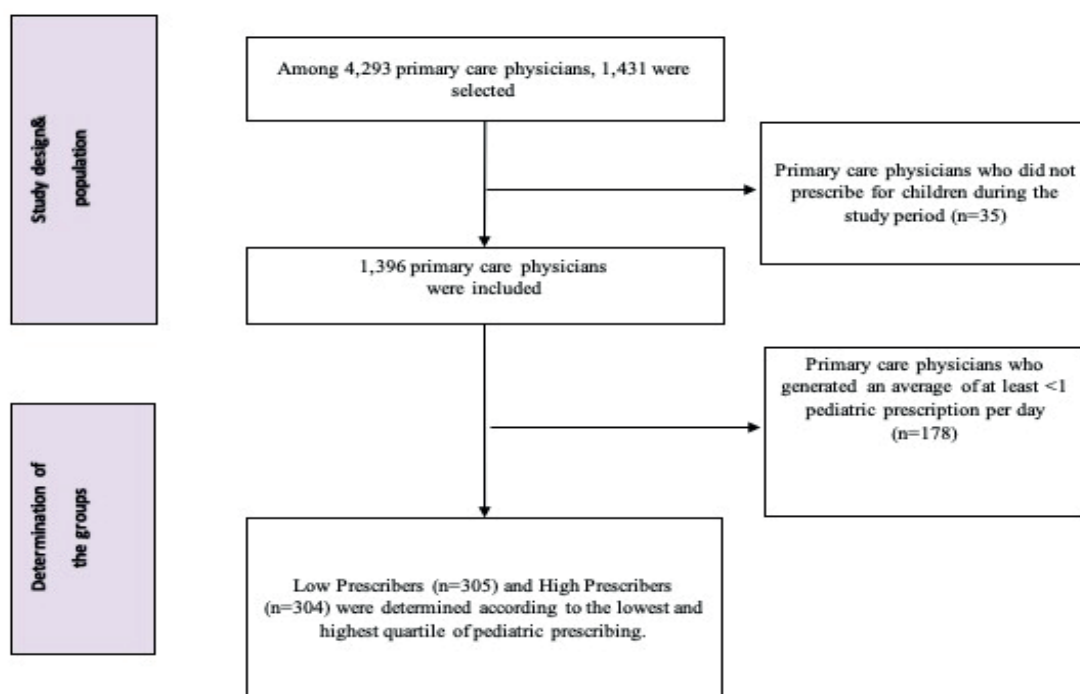 Study design&
population
Among 4,293 primary care physicians, 1,431 were
selected
Primary care physicians who did not
prescribe for children during the
study period (n=35)
1,396 primary care physicians
were included
Primary care physicians who
generated an average of at least <1
pediatric prescription per day
(n=178)
Determination of
the groups
Low Prescribers (n=305) and High Prescribers
(n=304) were determined according to the lowest and
highest quartile of pediatric prescribing.